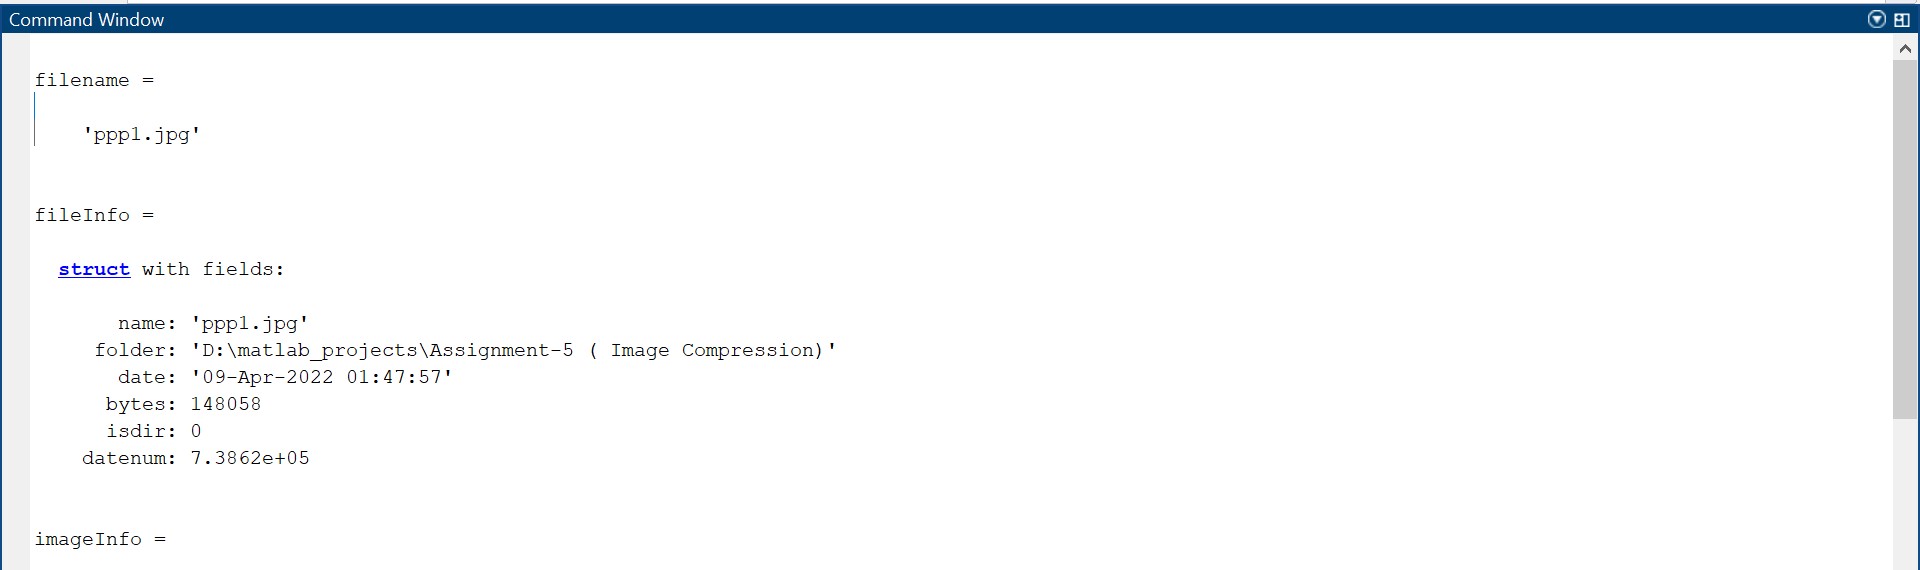 Command Window
filename =
'ppp1.jpg'
fileInfo =
struct with fields:
name: 'ppp1.jpg'
folder: 'D:\matlab_projects\Assignment-5 ( Image Compression)'
date: '09-Apr-2022 01:47:57'
bytes: 148058
isdir: 0
datenum: 7.3862e+05
imageInfo =